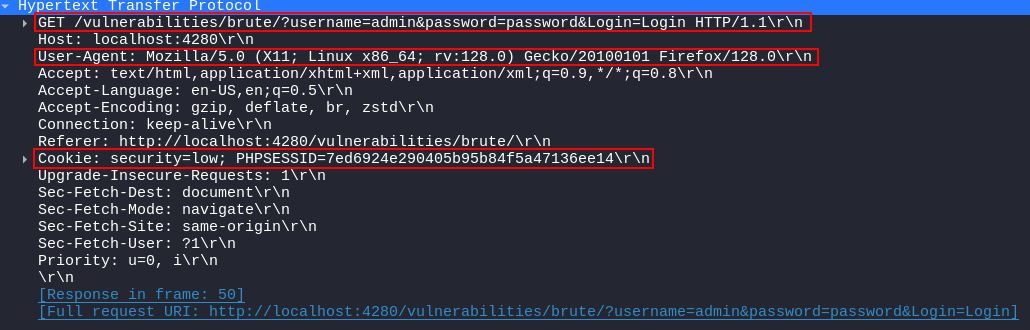 Hypertext Transfer Protocol
GET /vulnerabilities/brute/?username=admin&password=password&Login=Login HTTP/1.1\r\n
Host: localhost:4280\r\n
User-Agent: Mozilla/5.0 (X11; Linux x86_64; rv:128.0) Gecko/20100101 Firefox/128.0\r\n
Accept: text/html,application/xhtml+xml,application/xml;q=0.9,*/*;q=0.8\r\n
Accept-Language: en-US,en;q=0.5\r\n
Accept-Encoding: gzip, deflate, br, zstd\r\n
Connection: keep-alive\r\n
Referer: http://localhost:4280/vulnerabilities/brute/\r\n
Cookie: security=low; PHPSESSID=7ed6924e290405b95b84f5a47136ee14\r\n
Upgrade-Insecure-Requests: 1\r\n
Sec-Fetch-Dest: document\r\n
Sec-Fetch-Mode: navigate\r\n
Sec-Fetch-Site: same-origin\r\n
Sec-Fetch-User: ?1\r\n
Priority: u=0, i\r\n
\r\n
[Response in frame: 50]
[Full request URI: http://localhost:4280/vulnerabilities/brute/?username=admin&password=password&Login=Login]